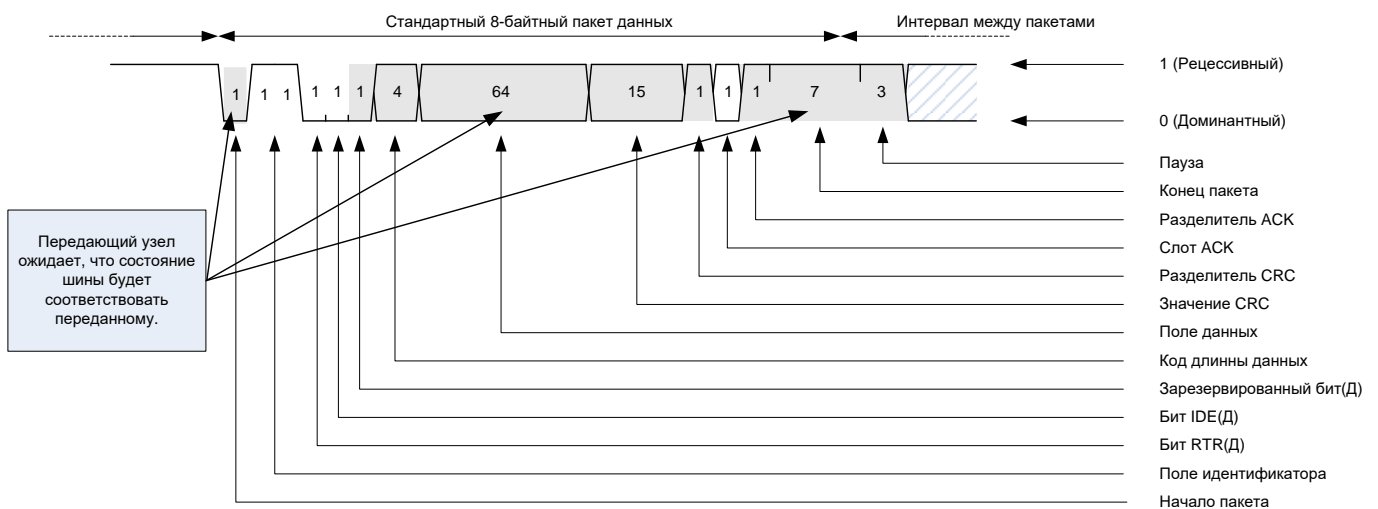 Стандартный 8-байтный пакет данных
Интервал между пакетами
1 1 1 1 1 1 4 64 15 1 1 1 7 3
1 (Рецессивный)
0 (Доминантный)
Пауза
Конец пакета
Разделитель ACK
Слот ACK
Разделитель CRC
Значение CRC
Поле данных
Код длинны данных
Зарезервированный бит(Д)
Бит IDE(Д)
Бит RTR(Д)
Поле идентификатора
Начало пакета
Передающий узел
ожидает, что состояние
шины будет
соответствовать
переданному.